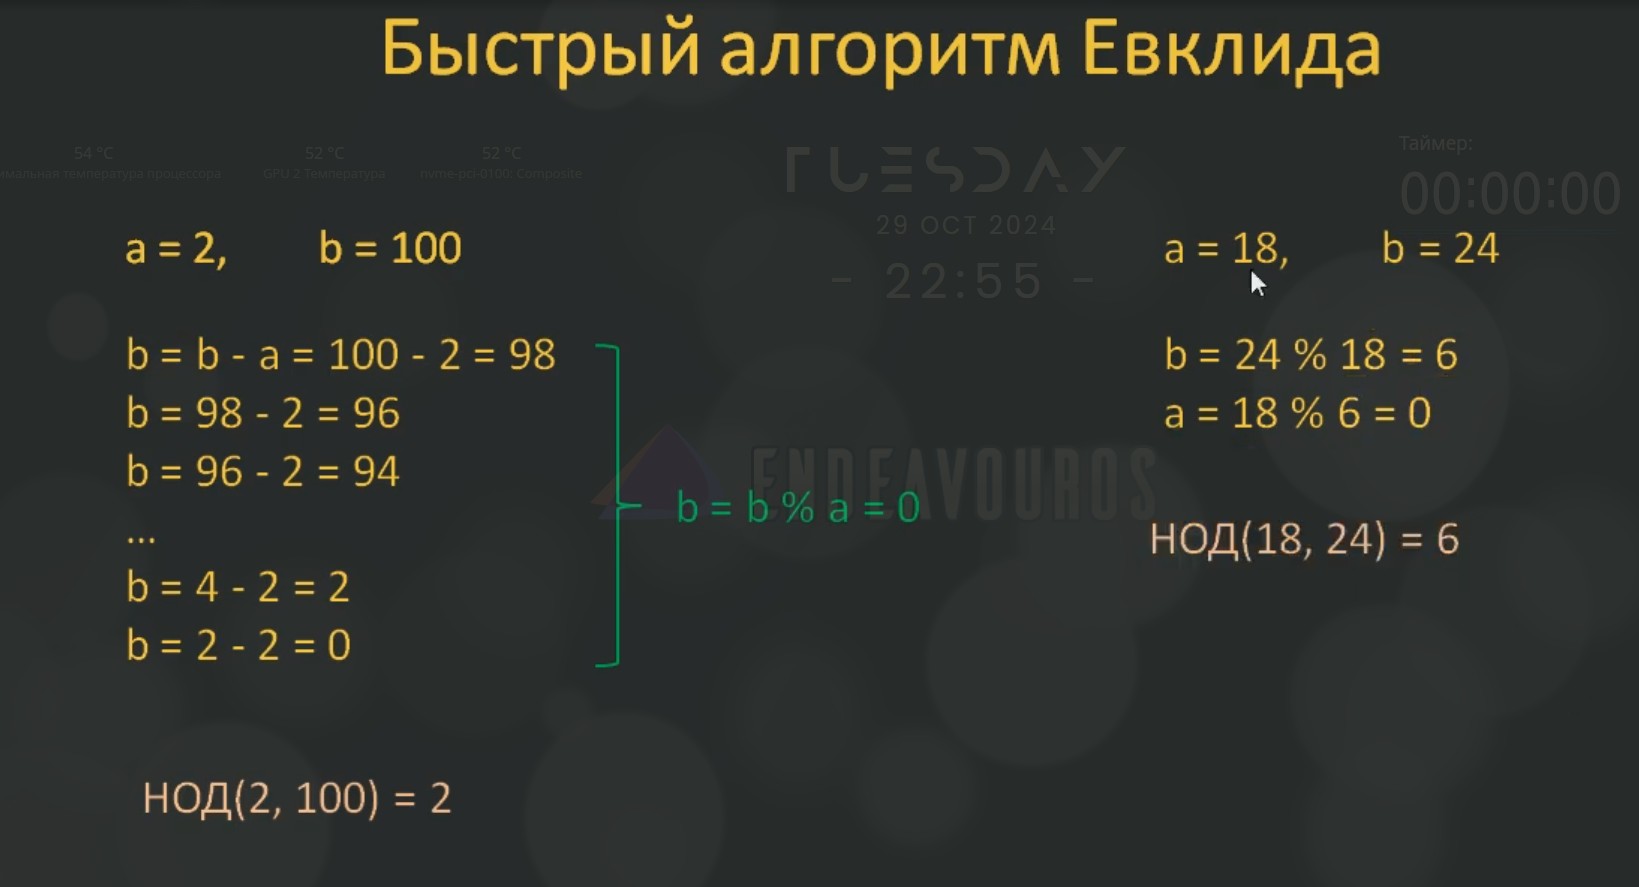 Быстрый алгоритм Евклида
54 °C
52 °C
52 °C
мальная температура процессора
GPU 2 Температура
nvme-pci-0100: Composite
TUESDAY
29 OCT 2024
- 22:55 -
Таймер:
00:00:00
a = 2, b = 100
b = b - a = 100 - 2 = 98
b = 98 - 2 = 96
b = 96 - 2 = 94
...
b = 4 - 2 = 2
b = 2 - 2 = 0
b = b % a = 0
ENDEAVOUROS
НОД(2, 100) = 2
a = 18, b = 24
b = 24 % 18 = 6
a = 18 % 6 = 0
НОД(18, 24) = 6